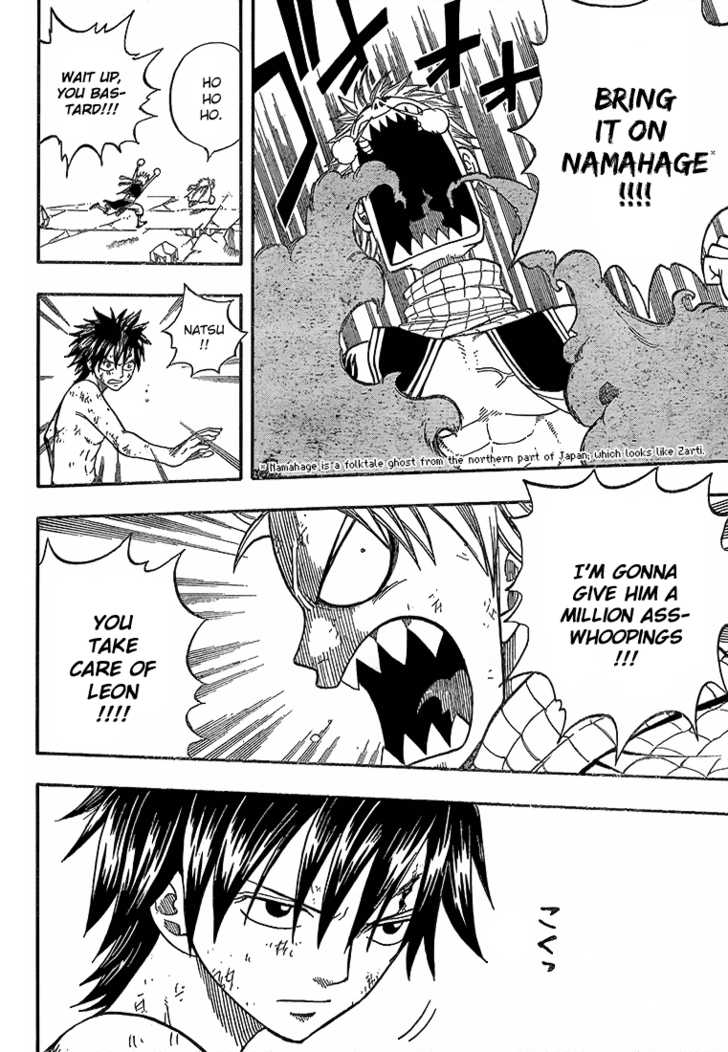 BRING
IT ON
NAMAHAGE*
!!!!
* Namahage is a folktale ghost from the northern part of Japan, which looks like Zarti.
HO
HO
HO.
WAIT UP,
YOU BAS-
TARD!!!
NATSU
!!
I'M GONNA
GIVE HIM A
MILLION ASS-
WHOOPINGS
!!!
YOU
TAKE
CARE OF
LEON
!!!!